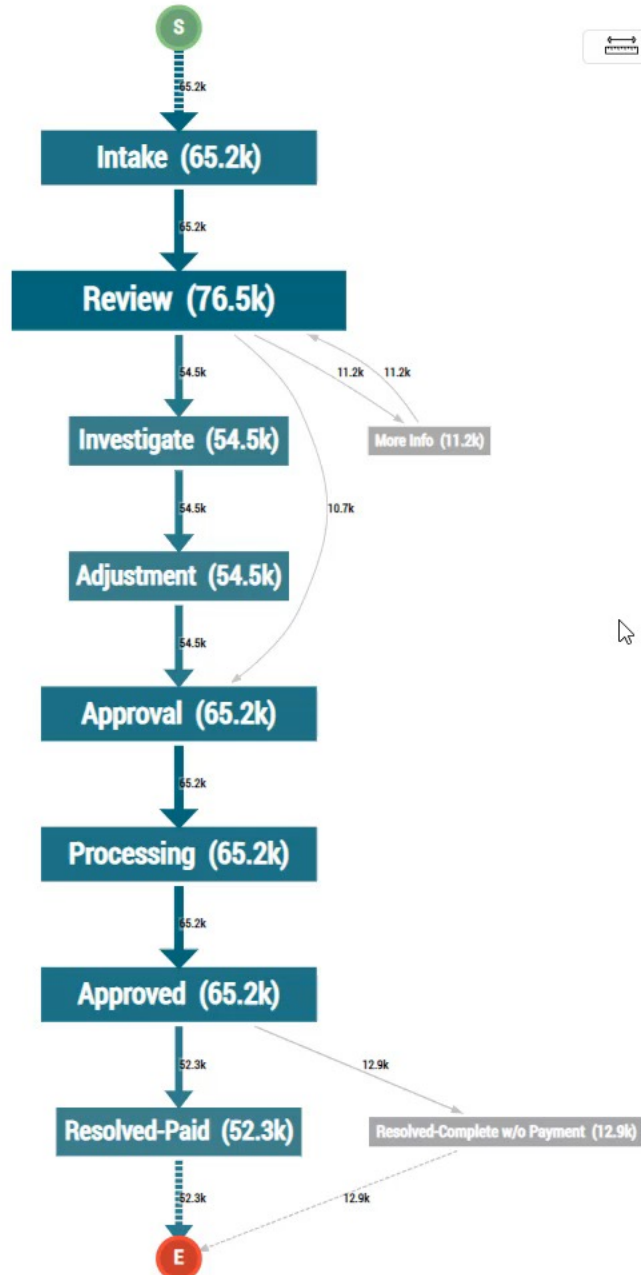 S
65.2k
Intake (65.2k)
65.2k
Review (76.5k)
54.5k
11.2k
11.2k
Investigate (54.5k)
More Info (11.2k)
54.5k
10.7k
Adjustment (54.5k)
54.5k
Approval (65.2k)
65.2k
Processing (65.2k)
65.2k
Approved (65.2k)
52.3k
12.9k
Resolved-Paid (52.3k)
Resolved-Complete w/o Payment (12.9k)
52.3k
12.9k
E